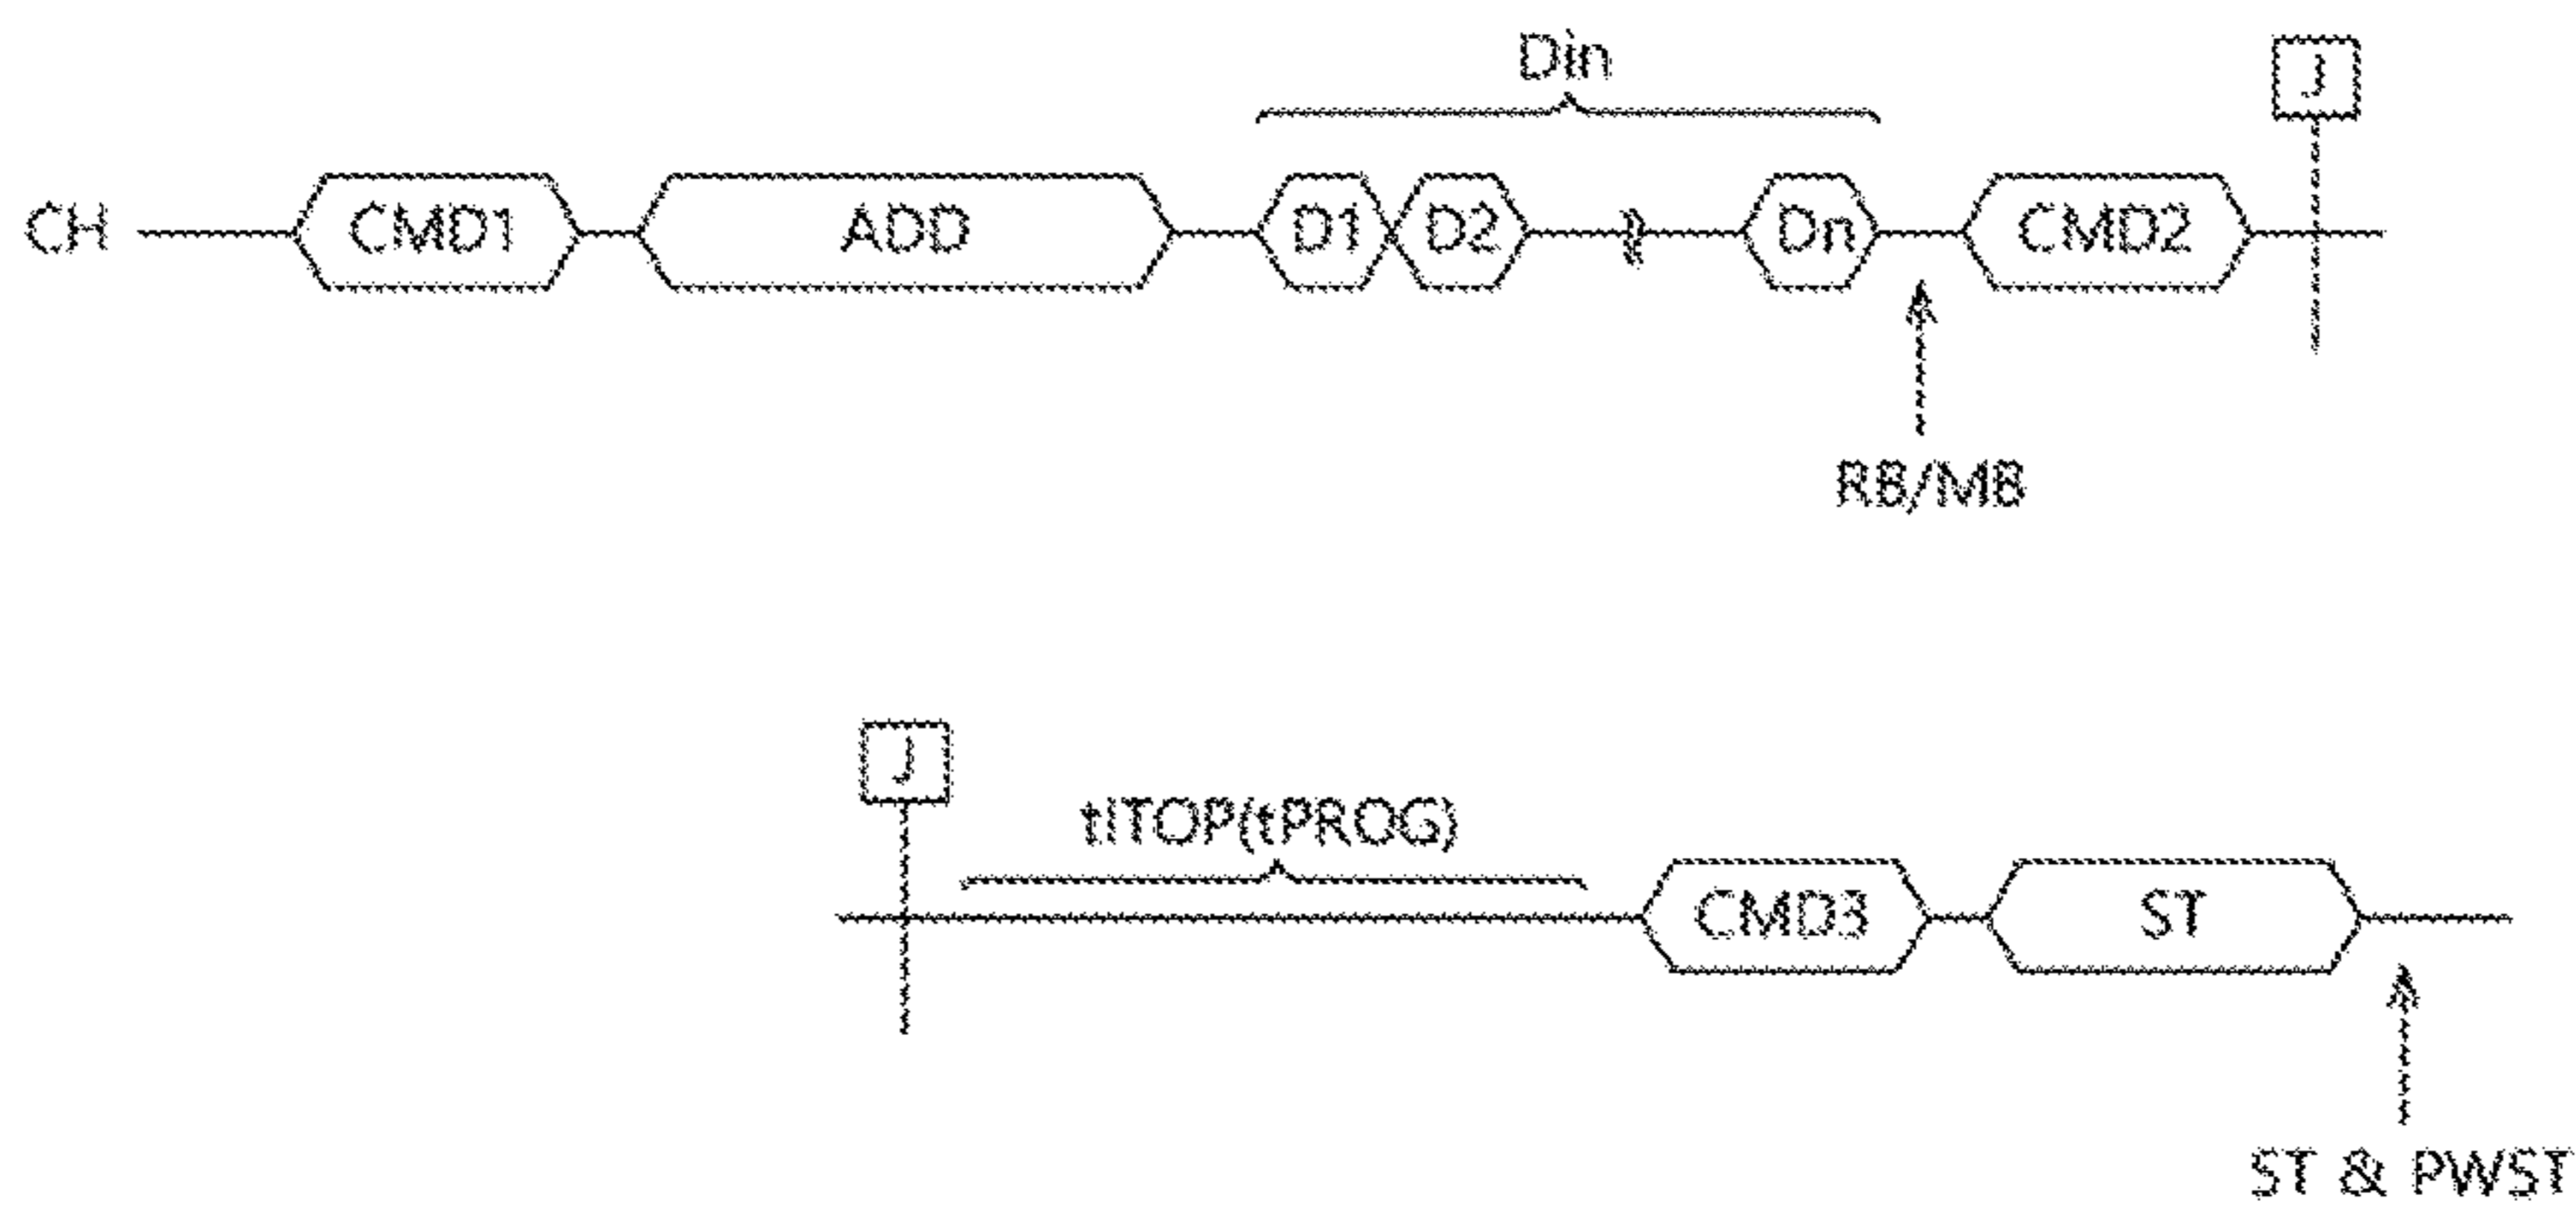 Din
J
CH CMD1 ADD D1 D2 Dn CMD2
RB/MB
J
tITOP(tPROG)
CMD3 ST
ST & PWST